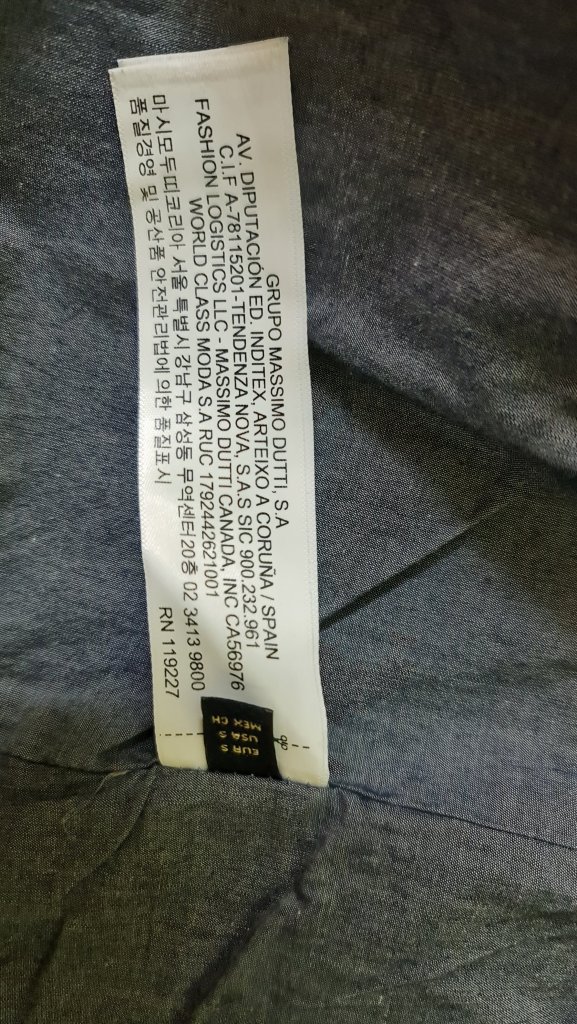 GRUPO MASSIMO DUTTI, S.A
AV. DIPUTACIÓN ED. INDITEX, ARTEIXO A CORUÑA / SPAIN
C.I.F A-78115201-TENDENZA NOVA, S.A.S SIC 900.232.961
FASHION LOGISTICS LLC - MASSIMO DUTTI CANADA, INC CA56976
WORLD CLASS MODA S.A RUC 1792442621001
마시모두띠코리아 서울 특별시 강남구 삼성동 무역센터20층 02 3413 9800
품질경영 및 공산품 안전관리법에 의한 품질표시
RN 119227
EUR S
USA S
MEX CH